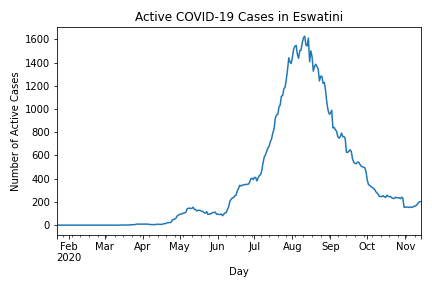 Active COVID-19 Cases in Eswatini
Number of Active Cases
1600
1400
1200
1000
800
600
400
200
0
Feb Mar Apr May Jun Jul Aug Sep Oct Nov
2020
Day